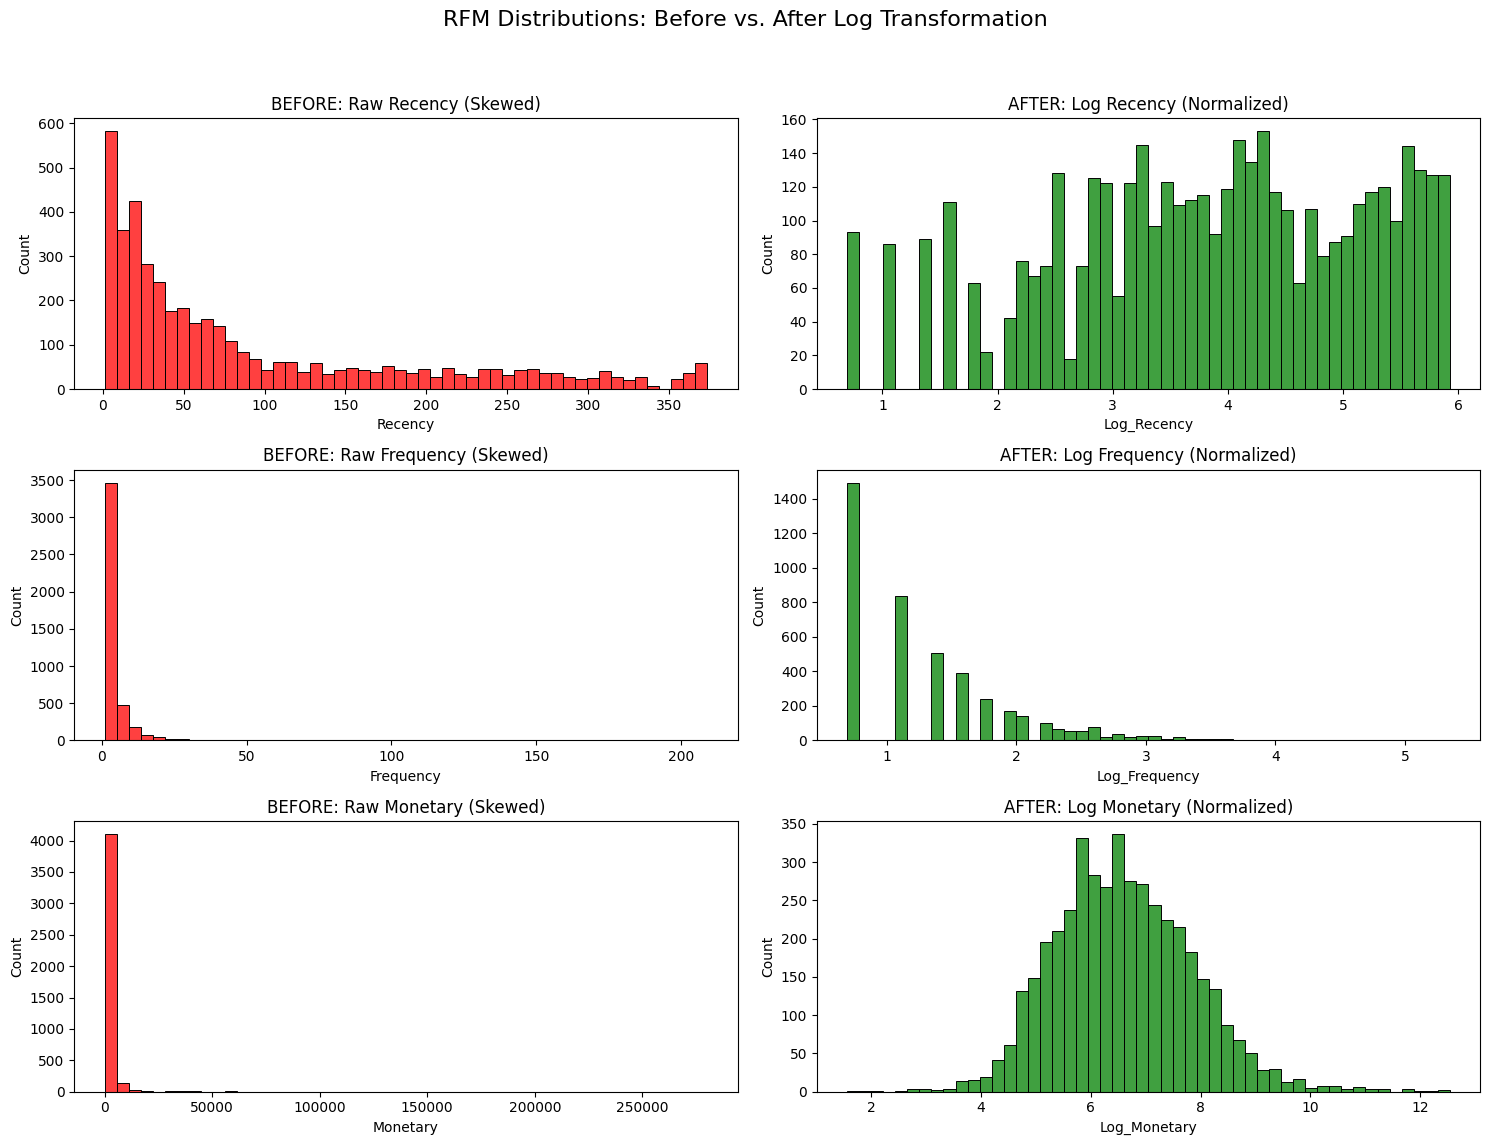 RFM Distributions: Before vs. After Log Transformation
BEFORE: Raw Recency (Skewed)
600
500
400
300
200
100
0
Count
0 50 100 150 200 250 300 350
Recency
AFTER: Log Recency (Normalized)
160
140
120
100
80
60
40
20
0
Count
1 2 3 4 5 6
Log_Recency
BEFORE: Raw Frequency (Skewed)
3500
3000
2500
2000
1500
1000
500
0
Count
0 50 100 150 200
Frequency
AFTER: Log Frequency (Normalized)
1400
1200
1000
800
600
400
200
0
Count
1 2 3 4 5
Log_Frequency
BEFORE: Raw Monetary (Skewed)
4000
3500
3000
2500
2000
1500
1000
500
0
Count
0 50000 100000 150000 200000 250000
Monetary
AFTER: Log Monetary (Normalized)
350
300
250
200
150
100
50
0
Count
2 4 6 8 10 12
Log_Monetary